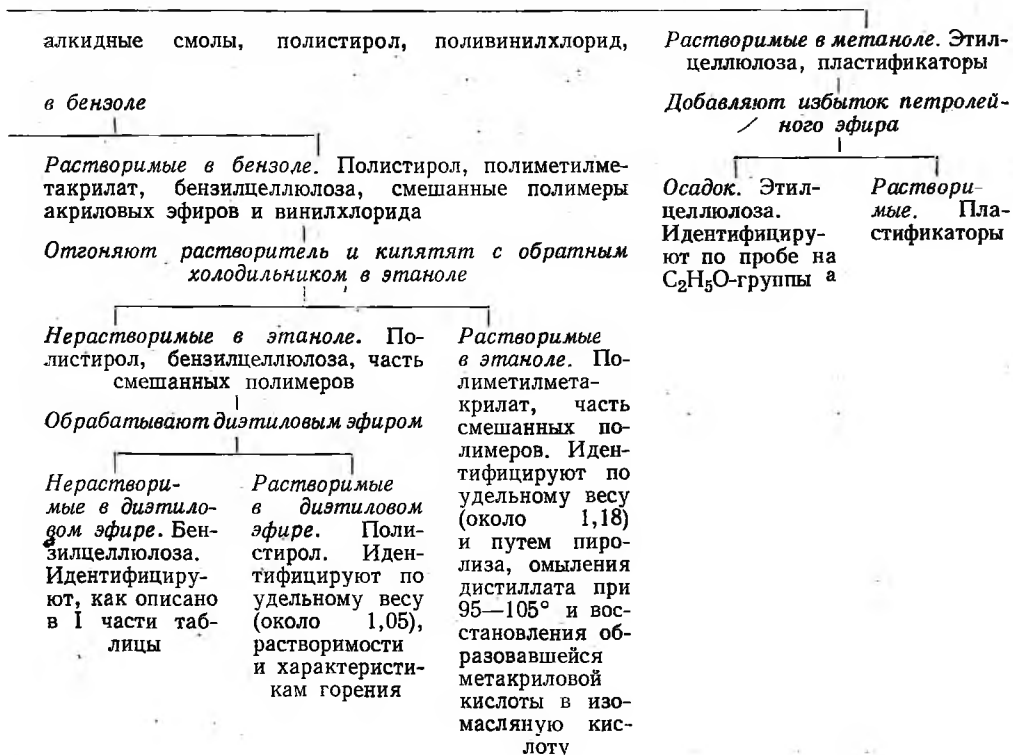 алкидные смолы, полистирол, поливинилхлорид,
в бензоле
Растворимые в бензоле. Полистирол, полиметилме-
такрилат, бензилцеллюлоза, смешанные полимеры
акриловых эфиров и винилхлорида
Отгоняют растворитель и кипятят с обратным
холодильником в этаноле
Нерастворимые в этаноле. По-
листирол, бензилцеллюлоза, часть
смешанных полимеров
Обрабатывают диэтиловым эфиром
Нераствори-
мые в диэтило-
вом эфире. Бен-
зилцеллюлоза.
Идентифициру-
ют, как описано
в I части таб-
лицы
Растворимые
в диэтиловом
эфире. Поли-
стирол. Иден-
тифицируют по
удельному весу
(около 1,05),
растворимости
и характеристи-
кам горения
Растворимые
в этаноле. По-
лиметилмета-
крилат, часть
смешанных по-
лимеров. Иден-
тифицируют по
удельному весу
(около 1,18)
и путем пиро-
лиза, омыления
дистиллата при
95—105° и вос-
становления об-
разовавшейся
метакриловой
кислоты в изо-
масляную кис-
лоту
Растворимые в метаноле. Этил-
целлюлоза, пластификаторы
Добавляют избыток петролей-
ного эфира
Осадок. Этил-
целлюлоза.
Идентифициру-
ют по пробе на
C₂H₅O-группы а
Раствори-
мые. Пла-
стификаторы